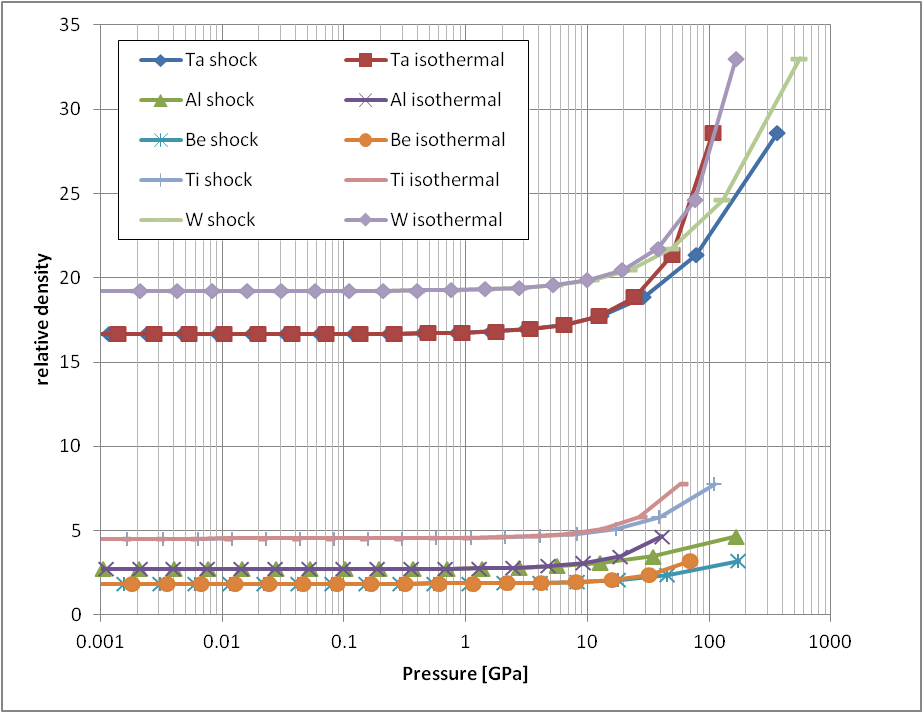 35
30
25
20
15
10
5
0
relative density
Ta shock Ta isothermal
Al shock Al isothermal
Be shock Be isothermal
Ti shock Ti isothermal
W shock W isothermal
0.001 0.01 0.1 1 10 100 1000
Pressure [GPa]